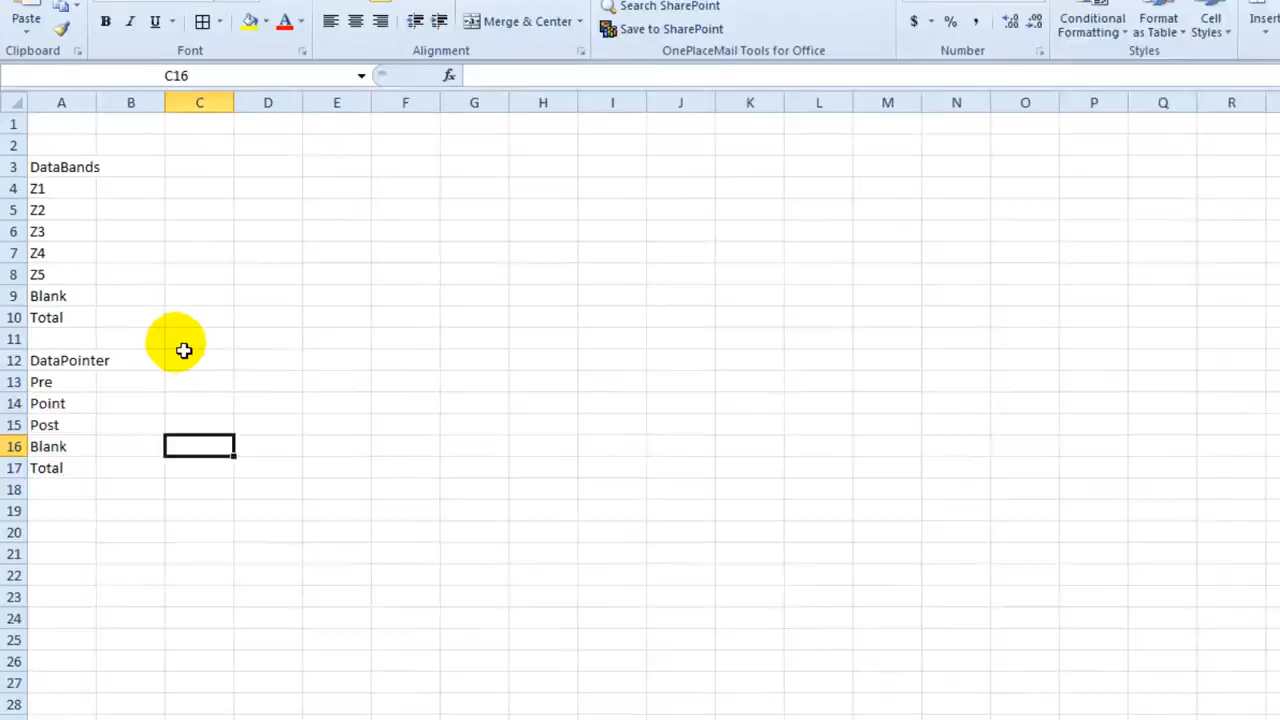 Search SharePoint
Paste B I U A Merge & Center Save to SharePoint $ % , .00 Conditional Formatting Format as Table Cell Styles Insert
Clipboard Font Alignment OnePlaceMail Tools for Office Number Styles
C16 fx
A B C D E F G H I J K L M N O P Q R
1
2
3 DataBands
4 Z1
5 Z2
6 Z3
7 Z4
8 Z5
9 Blank
10 Total
11
12 DataPointer
13 Pre
14 Point
15 Post
16 Blank
17 Total
18
19
20
21
22
23
24
25
26
27
28